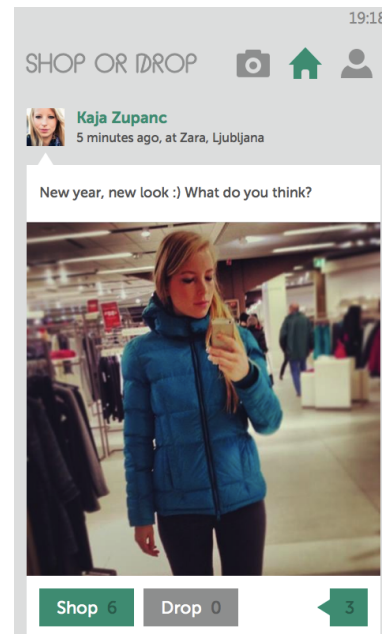 19:18
SHOP OR DROP
Kaja Zupanc
5 minutes ago, at Zara, Ljubljana
New year, new look :) What do you think?
Shop 6
Drop 0
3